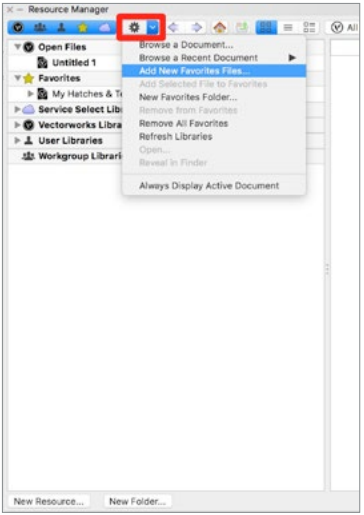 Resource Manager
All
Open Files
Untitled 1
Favorites
My Hatches & Te
Service Select Libr
Vectorworks Libra
User Libraries
Workgroup Librari
Browse a Document...
Browse a Recent Document
Add New Favorites Files...
Add Selected File to Favorites
New Favorites Folder...
Remove from Favorites
Remove All Favorites
Refresh Libraries
Open...
Reveal in Finder
Always Display Active Document
New Resource...
New Folder...